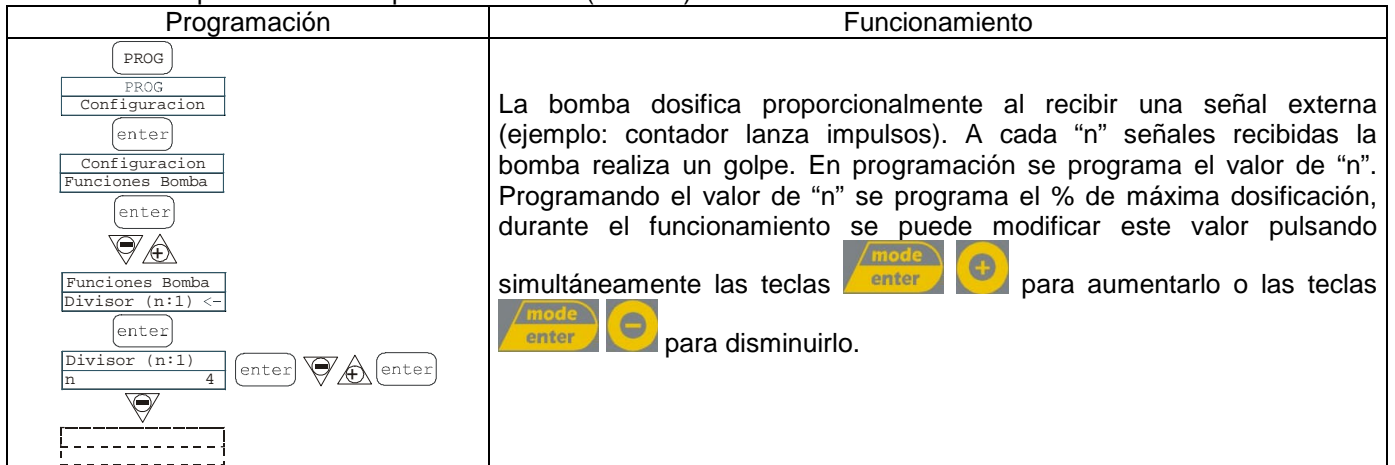 Programación
Funcionamiento
PROG
PROG
Configuracion
enter
Configuracion
Funciones Bomba
enter
Funciones Bomba
Divisor (n:1) <-
enter
Divisor (n:1)
n 4
enter
enter
La bomba dosifica proporcionalmente al recibir una señal externa
(ejemplo: contador lanza impulsos). A cada “n” señales recibidas la
bomba realiza un golpe. En programación se programa el valor de “n”.
Programando el valor de “n” se programa el % de máxima dosificación,
durante el funcionamiento se puede modificar este valor pulsando
simultáneamente las teclas mode enter + para aumentarlo o las teclas
mode enter - para disminuirlo.